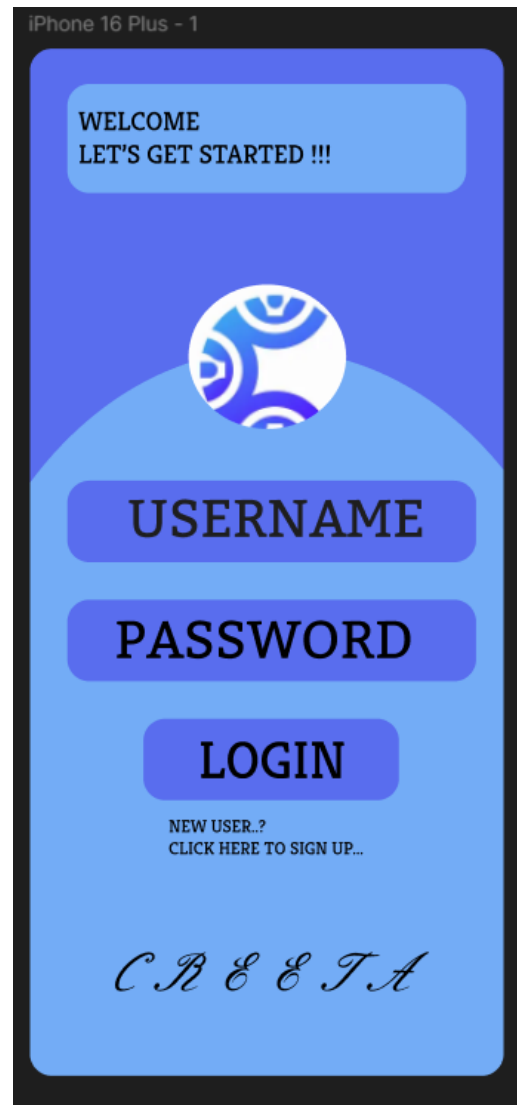 iPhone 16 Plus - 1
WELCOME
LET'S GET STARTED !!!
USERNAME
PASSWORD
LOGIN
NEW USER..?
CLICK HERE TO SIGN UP...
C R E E T A